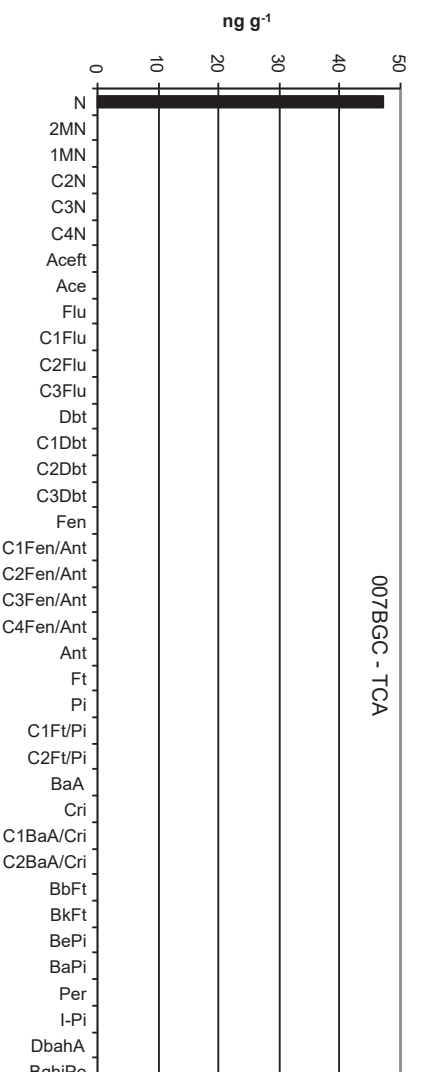 ng g-1
0
10
20
30
40
50
N
2MN
1MN
C2N
C3N
C4N
Aceft
Ace
Flu
C1Flu
C2Flu
C3Flu
Dbt
C1Dbt
C2Dbt
C3Dbt
Fen
C1Fen/Ant
C2Fen/Ant
C3Fen/Ant
C4Fen/Ant
Ant
Ft
Pi
C1Ft/Pi
C2Ft/Pi
BaA
Cri
C1BaA/Cri
C2BaA/Cri
BbFt
BkFt
BePi
BaPi
Per
I-Pi
DbahA
007BGC - TCA